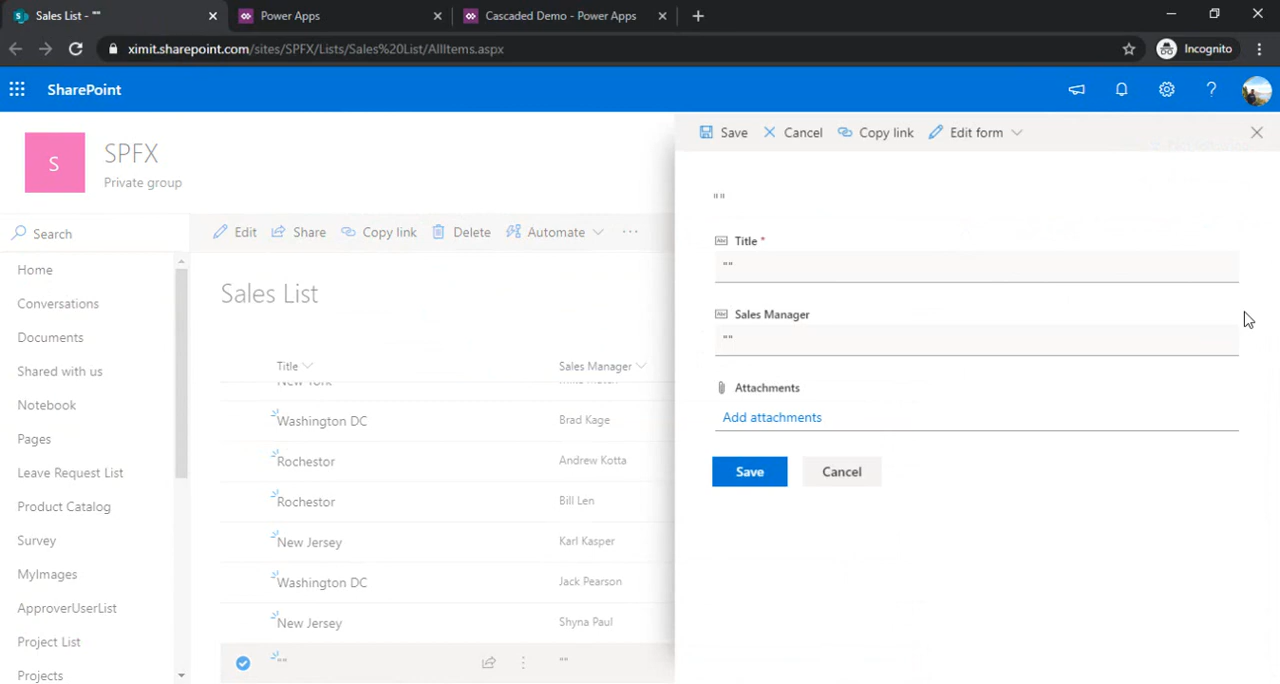 Sales List - ""
Power Apps
Cascaded Demo - Power Apps
ximit.sharepoint.com/sites/SPFX/Lists/Sales%20List/AllItems.aspx
Incognito
SharePoint
S
SPFX
Private group
Save
Cancel
Copy link
Edit form
Search
Edit
Share
Copy link
Delete
Automate
...
Home
Conversations
Documents
Shared with us
Notebook
Pages
Leave Request List
Product Catalog
Survey
MyImages
ApproverUserList
Project List
Projects
Sales List
Title
Sales Manager
New York
Washington DC
Brad Kage
Rochestor
Andrew Kotta
Rochestor
Bill Len
New Jersey
Karl Kasper
Washington DC
Jack Pearson
New Jersey
Shyna Paul
""
""
""
Abc Title *
""
Abc Sales Manager
""
Attachments
Add attachments
Save
Cancel